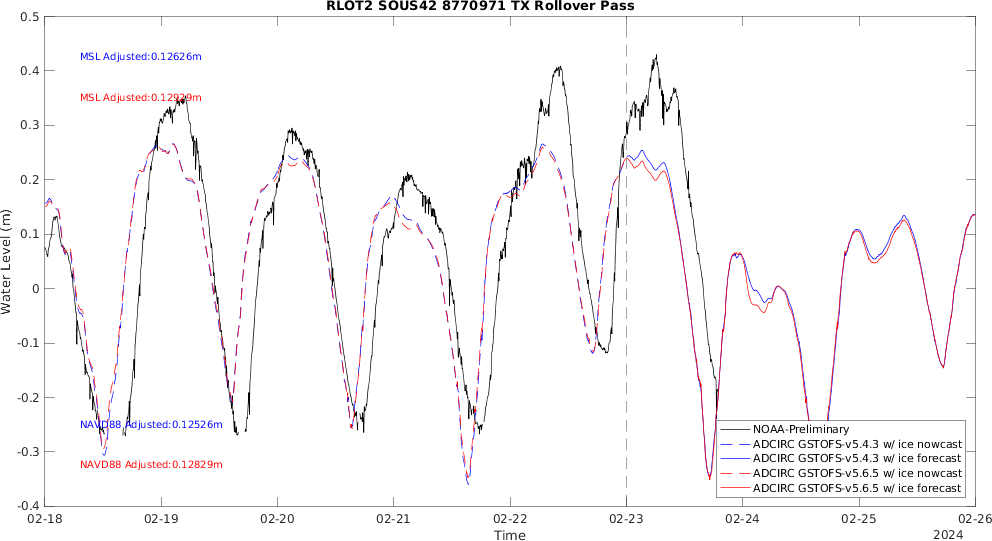 RLOT2 SOUS42 8770971 TX Rollover Pass
0.5
MSL Adjusted:0.12626m
0.4
MSL Adjusted:0.12929m
0.3
0.2
0.1
Water Level (m)
0
-0.1
-0.2
NAVD88 Adjusted:0.12526m
-0.3
NAVD88 Adjusted:0.12829m
-0.4
NOAA-Preliminary
ADCIRC GSTOFS-v5.4.3 w/ ice nowcast
ADCIRC GSTOFS-v5.4.3 w/ ice forecast
ADCIRC GSTOFS-v5.6.5 w/ ice nowcast
ADCIRC GSTOFS-v5.6.5 w/ ice forecast
02-18 02-19 02-20 02-21 02-22 02-23 02-24 02-25 02-26
Time
2024